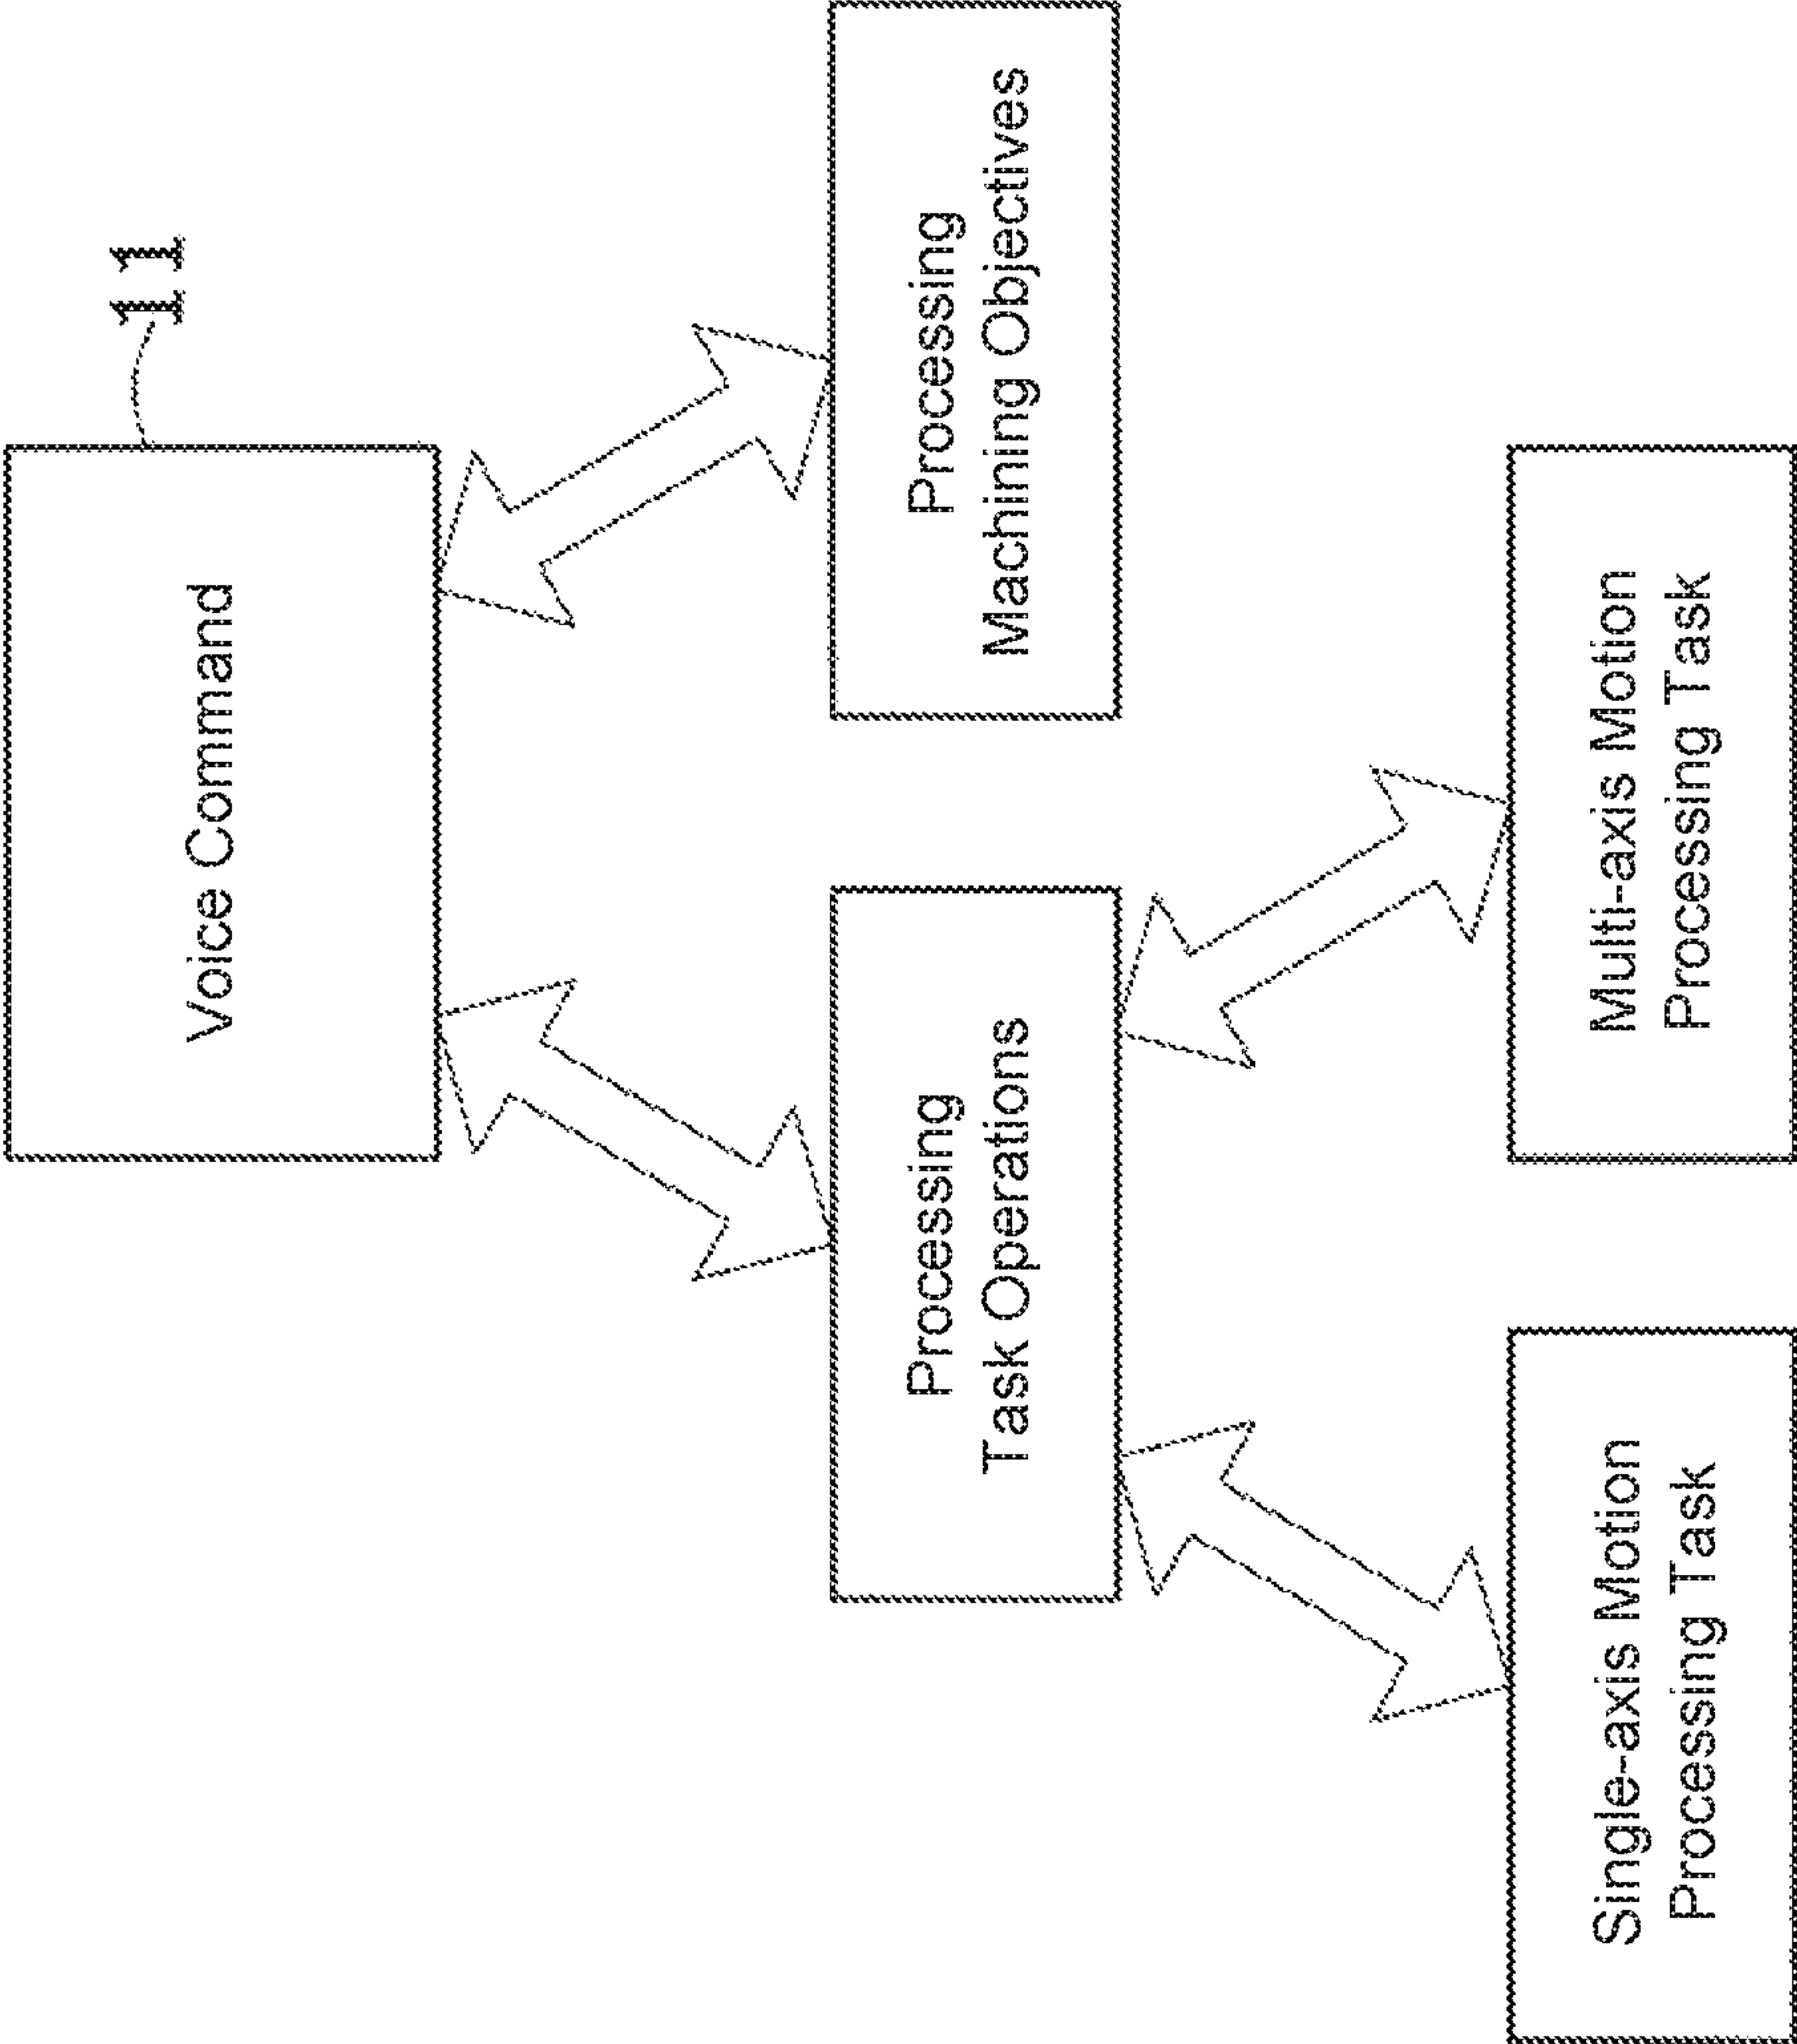 Voice Command
11
Processing
Task Operations
Processing
Machining Objectives
Single-axis Motion
Processing Task
Multi-axis Motion
Processing Task